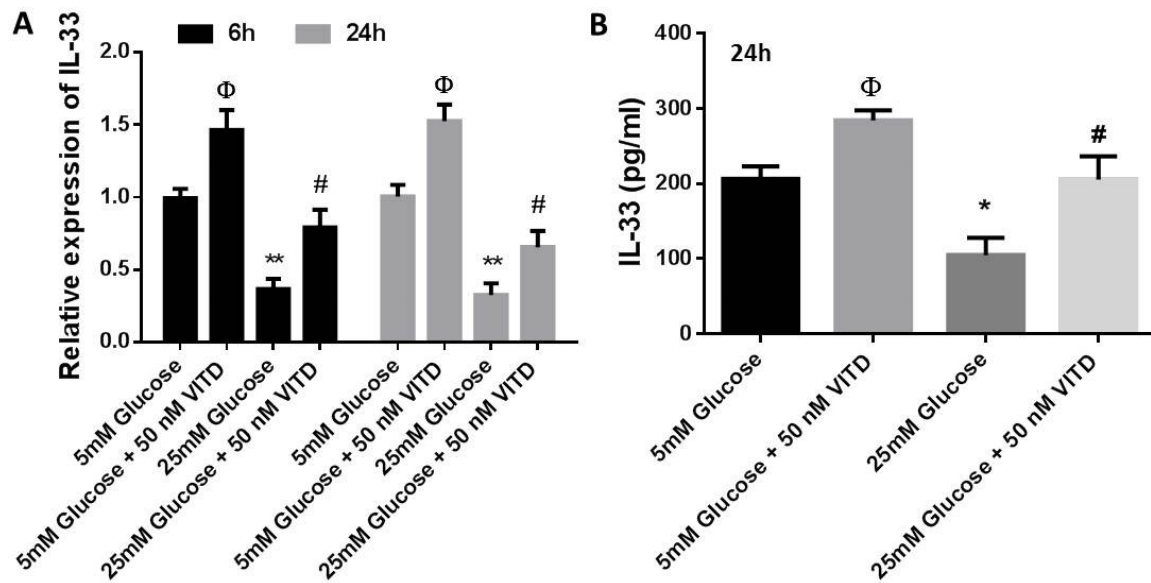 A
6h
24h
Relative expression of IL-33
2.0
1.5
1.0
0.5
0.0
Φ
**
#
Φ
**
#
5mM Glucose
5mM Glucose + 50 nM VITD
25mM Glucose
25mM Glucose + 50 nM VITD
5mM Glucose
5mM Glucose + 50 nM VITD
25mM Glucose
25mM Glucose + 50 nM VITD
B
24h
IL-33 (pg/ml)
400
300
200
100
0
Φ
*
#
5mM Glucose
5mM Glucose + 50 nM VITD
25mM Glucose
25mM Glucose + 50 nM VITD